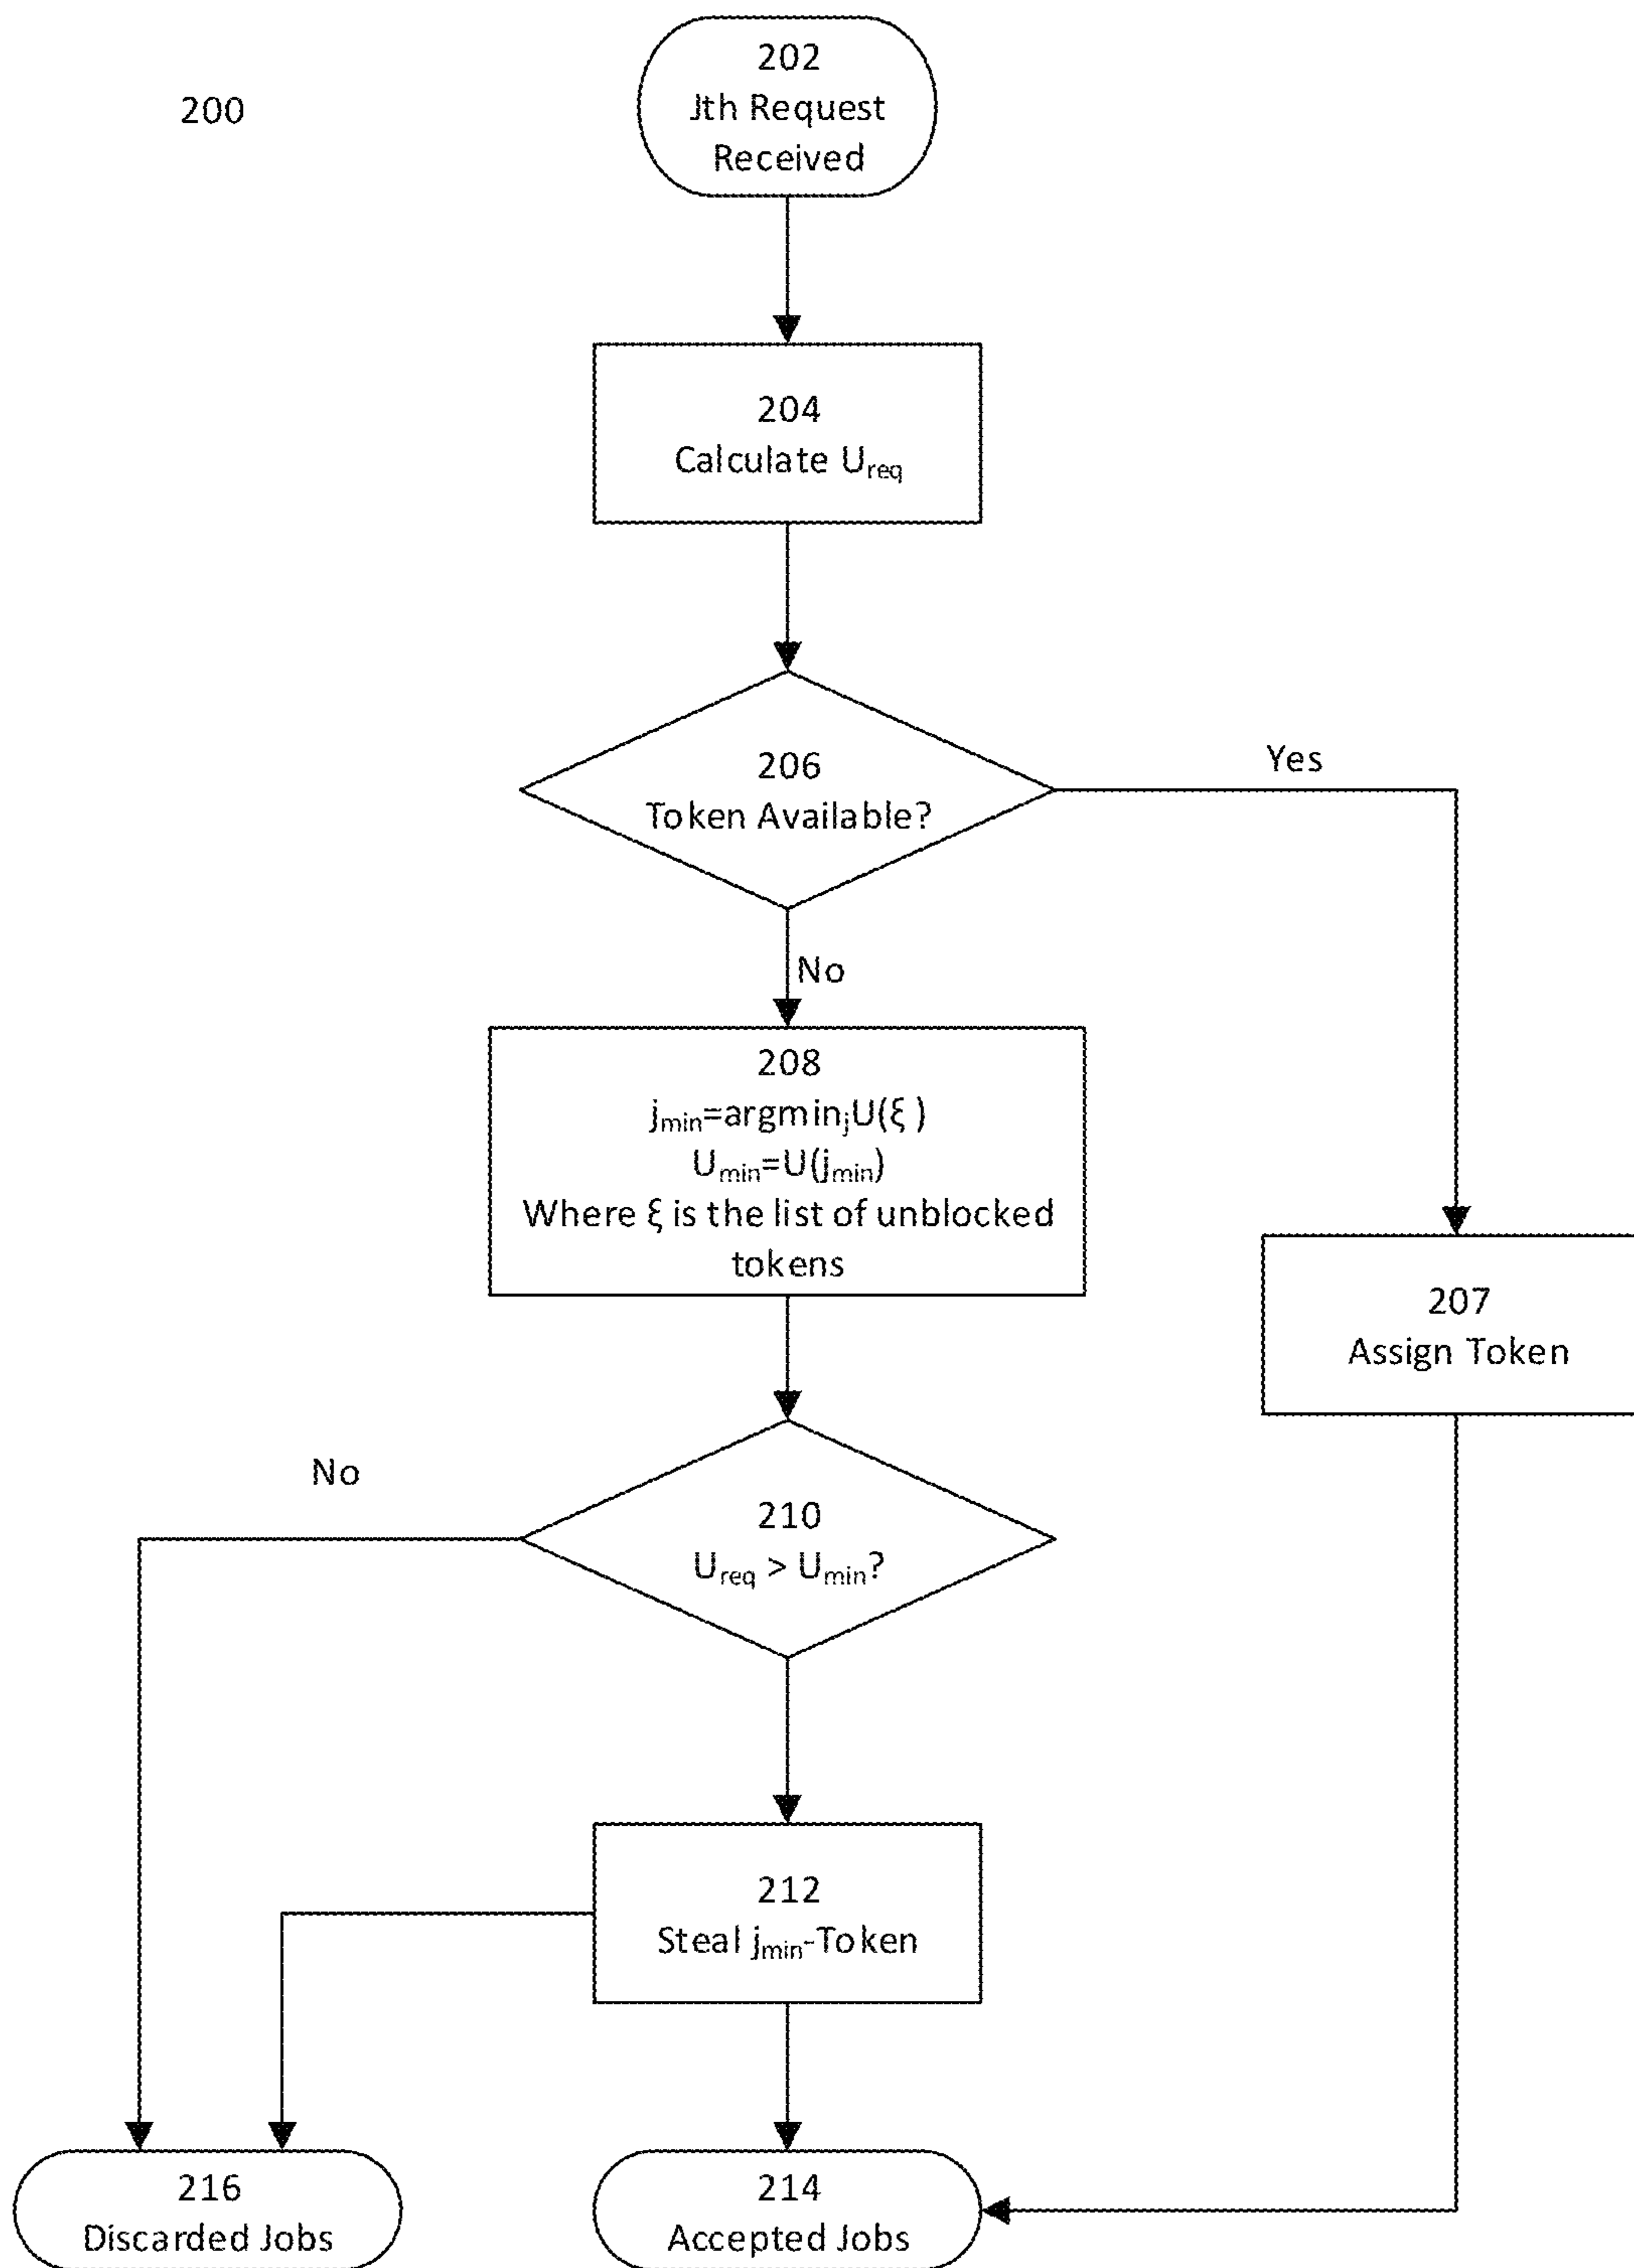 200
202
Jth Request
Received
204
Calculate U_req
206
Token Available?
Yes
No
208
j_min=argmin_jU(ξ )
U_min=U(j_min)
Where ξ is the list of unblocked
tokens
207
Assign Token
No
210
U_req > U_min?
212
Steal j_min-Token
216
Discarded Jobs
214
Accepted Jobs